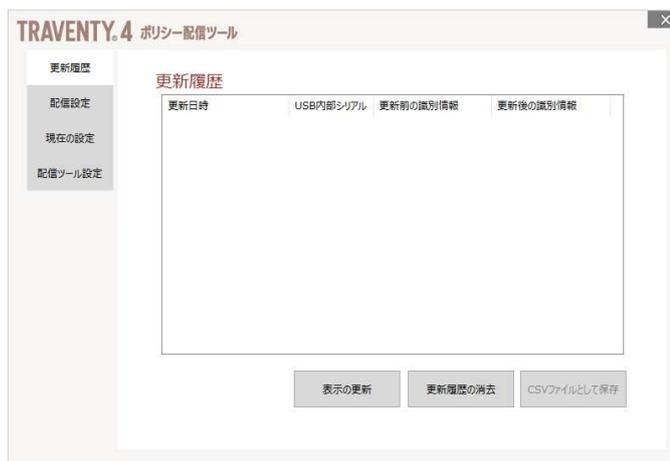 TRAVENTY® 4 ポリシー配信ツール
更新履歴
配信設定
現在の設定
配信ツール設定
更新履歴
更新日時 USB内部シリアル 更新前の識別情報 更新後の識別情報
表示の更新 更新履歴の消去 CSVファイルとして保存